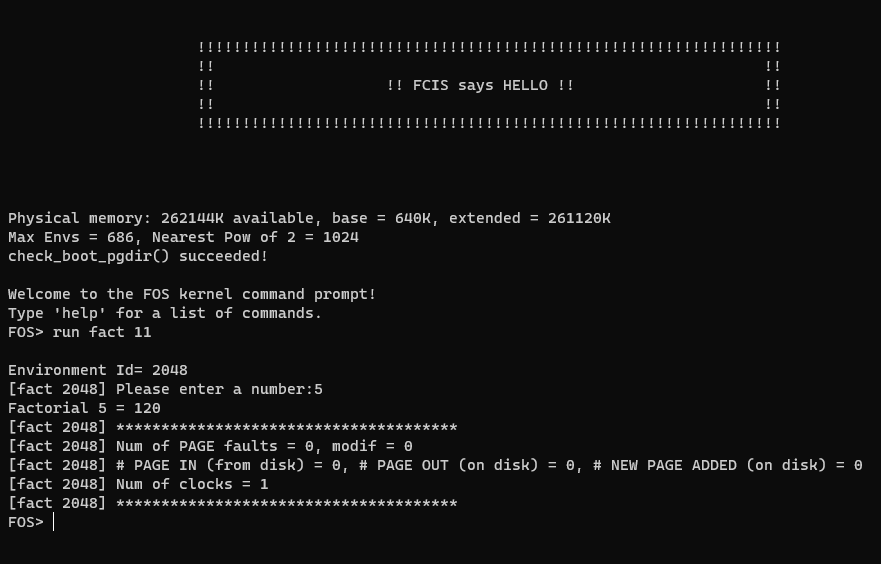 !!!!!!!!!!!!!!!!!!!!!!!!!!!!!!!!!!!!!!!!!!!!!!!!!!!!!!!!!!!!!!!!!
!!                                                             !!
!!                   !! FCIS says HELLO !!                     !!
!!                                                             !!
!!!!!!!!!!!!!!!!!!!!!!!!!!!!!!!!!!!!!!!!!!!!!!!!!!!!!!!!!!!!!!!!!
Physical memory: 262144K available, base = 640K, extended = 261120K
Max Envs = 686, Nearest Pow of 2 = 1024
check_boot_pgdir() succeeded!
Welcome to the FOS kernel command prompt!
Type 'help' for a list of commands.
FOS> run fact 11
Environment Id= 2048
[fact 2048] Please enter a number:5
Factorial 5 = 120
[fact 2048] **************************************
[fact 2048] Num of PAGE faults = 0, modif = 0
[fact 2048] # PAGE IN (from disk) = 0, # PAGE OUT (on disk) = 0, # NEW PAGE ADDED (on disk) = 0
[fact 2048] Num of clocks = 1
[fact 2048] **************************************
FOS>